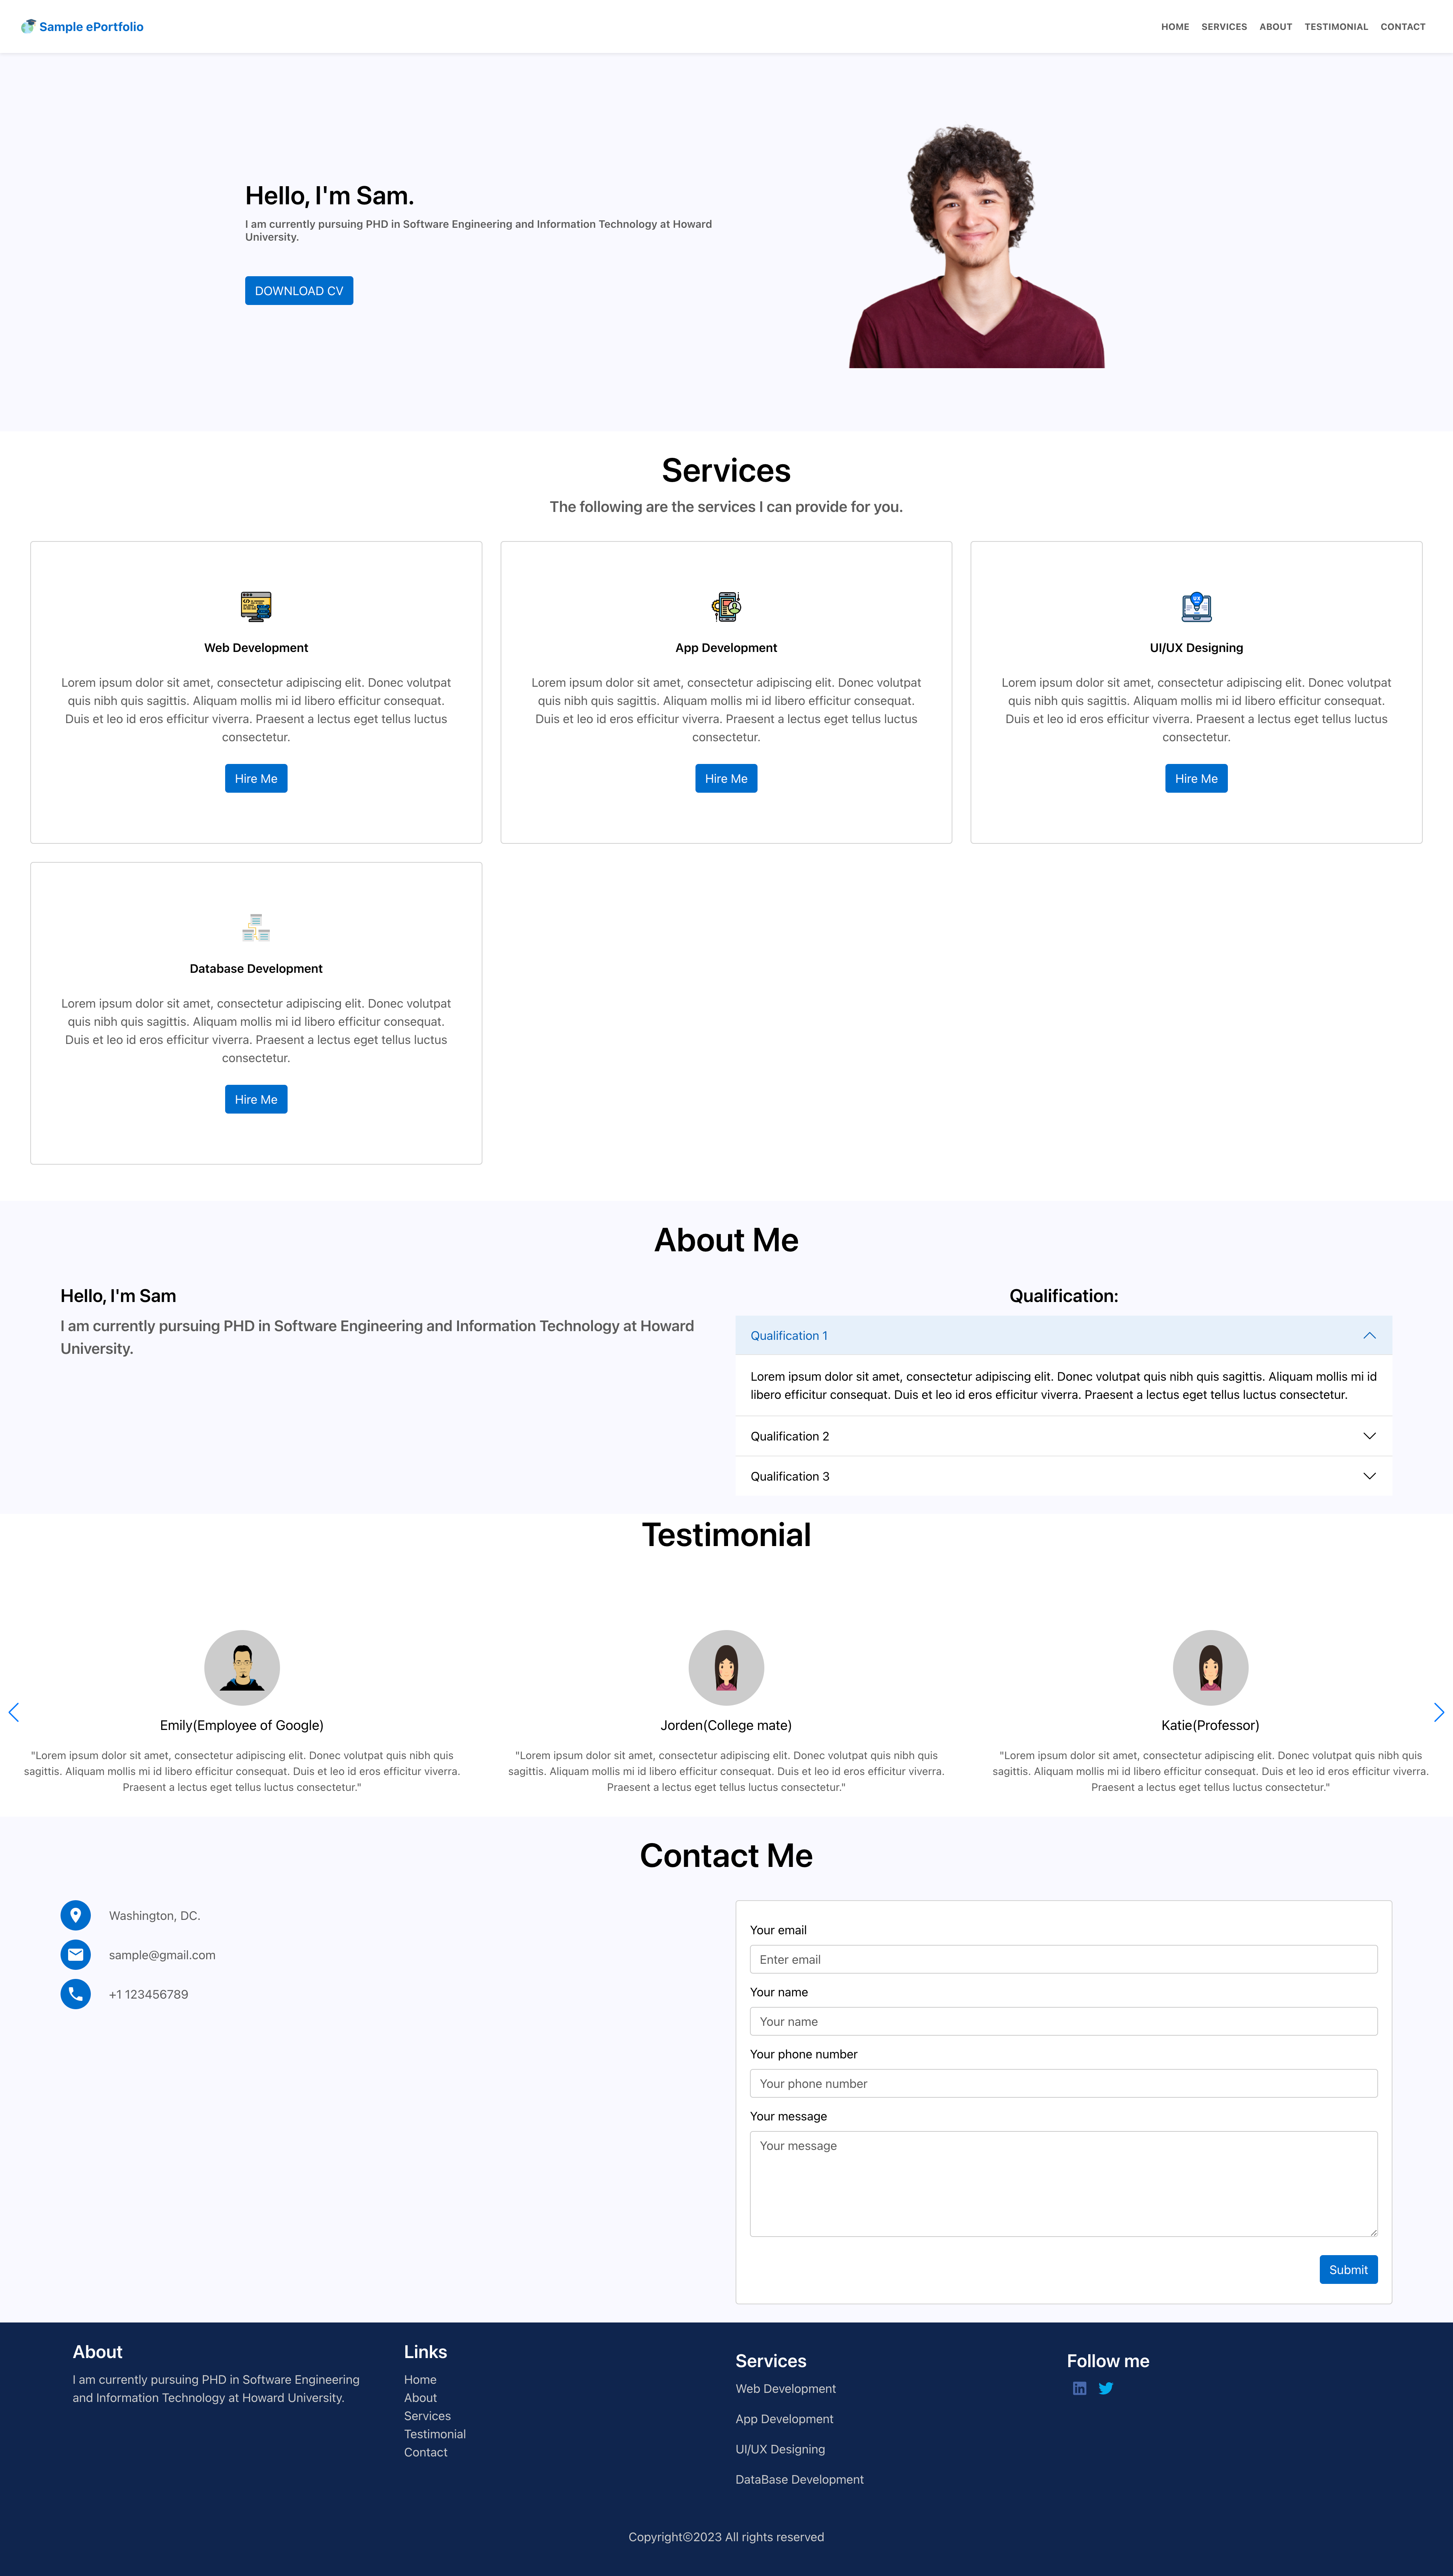 Sample ePortfolio
HOME SERVICES ABOUT TESTIMONIAL CONTACT
Hello, I'm Sam.
I am currently pursuing PHD in Software Engineering and Information Technology at Howard
University.
DOWNLOAD CV
Services
The following are the services I can provide for you.
Web Development
Lorem ipsum dolor sit amet, consectetur adipiscing elit. Donec volutpat
quis nibh quis sagittis. Aliquam mollis mi id libero efficitur consequat.
Duis et leo id eros efficitur viverra. Praesent a lectus eget tellus luctus
consectetur.
Hire Me
App Development
Lorem ipsum dolor sit amet, consectetur adipiscing elit. Donec volutpat
quis nibh quis sagittis. Aliquam mollis mi id libero efficitur consequat.
Duis et leo id eros efficitur viverra. Praesent a lectus eget tellus luctus
consectetur.
Hire Me
UX
UI/UX Designing
Lorem ipsum dolor sit amet, consectetur adipiscing elit. Donec volutpat
quis nibh quis sagittis. Aliquam mollis mi id libero efficitur consequat.
Duis et leo id eros efficitur viverra. Praesent a lectus eget tellus luctus
consectetur.
Hire Me
Database Development
Lorem ipsum dolor sit amet, consectetur adipiscing elit. Donec volutpat
quis nibh quis sagittis. Aliquam mollis mi id libero efficitur consequat.
Duis et leo id eros efficitur viverra. Praesent a lectus eget tellus luctus
consectetur.
Hire Me
About Me
Hello, I'm Sam
I am currently pursuing PHD in Software Engineering and Information Technology at Howard
University.
Qualification:
Qualification 1
Lorem ipsum dolor sit amet, consectetur adipiscing elit. Donec volutpat quis nibh quis sagittis. Aliquam mollis mi id
libero efficitur consequat. Duis et leo id eros efficitur viverra. Praesent a lectus eget tellus luctus consectetur.
Qualification 2
Qualification 3
Testimonial
Emily(Employee of Google)
"Lorem ipsum dolor sit amet, consectetur adipiscing elit. Donec volutpat quis nibh quis
sagittis. Aliquam mollis mi id libero efficitur consequat. Duis et leo id eros efficitur viverra.
Praesent a lectus eget tellus luctus consectetur."
Jorden(College mate)
"Lorem ipsum dolor sit amet, consectetur adipiscing elit. Donec volutpat quis nibh quis
sagittis. Aliquam mollis mi id libero efficitur consequat. Duis et leo id eros efficitur viverra.
Praesent a lectus eget tellus luctus consectetur."
Katie(Professor)
"Lorem ipsum dolor sit amet, consectetur adipiscing elit. Donec volutpat quis nibh quis
sagittis. Aliquam mollis mi id libero efficitur consequat. Duis et leo id eros efficitur viverra.
Praesent a lectus eget tellus luctus consectetur."
Contact Me
Washington, DC.
sample@gmail.com
+1 123456789
Your email
Enter email
Your name
Your name
Your phone number
Your phone number
Your message
Your message
Submit
About
I am currently pursuing PHD in Software Engineering
and Information Technology at Howard University.
Links
Home
About
Services
Testimonial
Contact
Services
Web Development
App Development
UI/UX Designing
DataBase Development
Follow me
Copyright©2023 All rights reserved